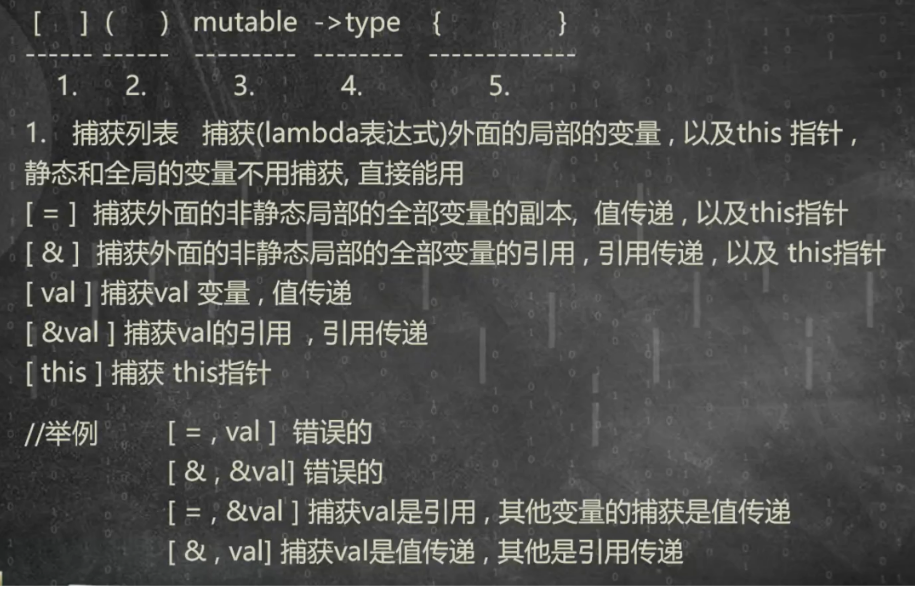 [ ] ( ) mutable ->type { }
------ ------ --------- -------- -------------
1. 2. 3. 4. 5.
1. 捕获列表 捕获(lambda表达式)外面的局部的变量，以及this 指针，
静态和全局的变量不用捕获, 直接能用
[ = ] 捕获外面的非静态局部的全部变量的副本, 值传递，以及this指针
[ & ] 捕获外面的非静态局部的全部变量的引用，引用传递，以及 this指针
[ val ] 捕获val 变量，值传递
[ &val ] 捕获val的引用 ，引用传递
[ this ] 捕获 this指针
//举例 [ = , val ] 错误的
[ & , &val] 错误的
[ = , &val ] 捕获val是引用，其他变量的捕获是值传递
[ & , val] 捕获val是值传递，其他是引用传递